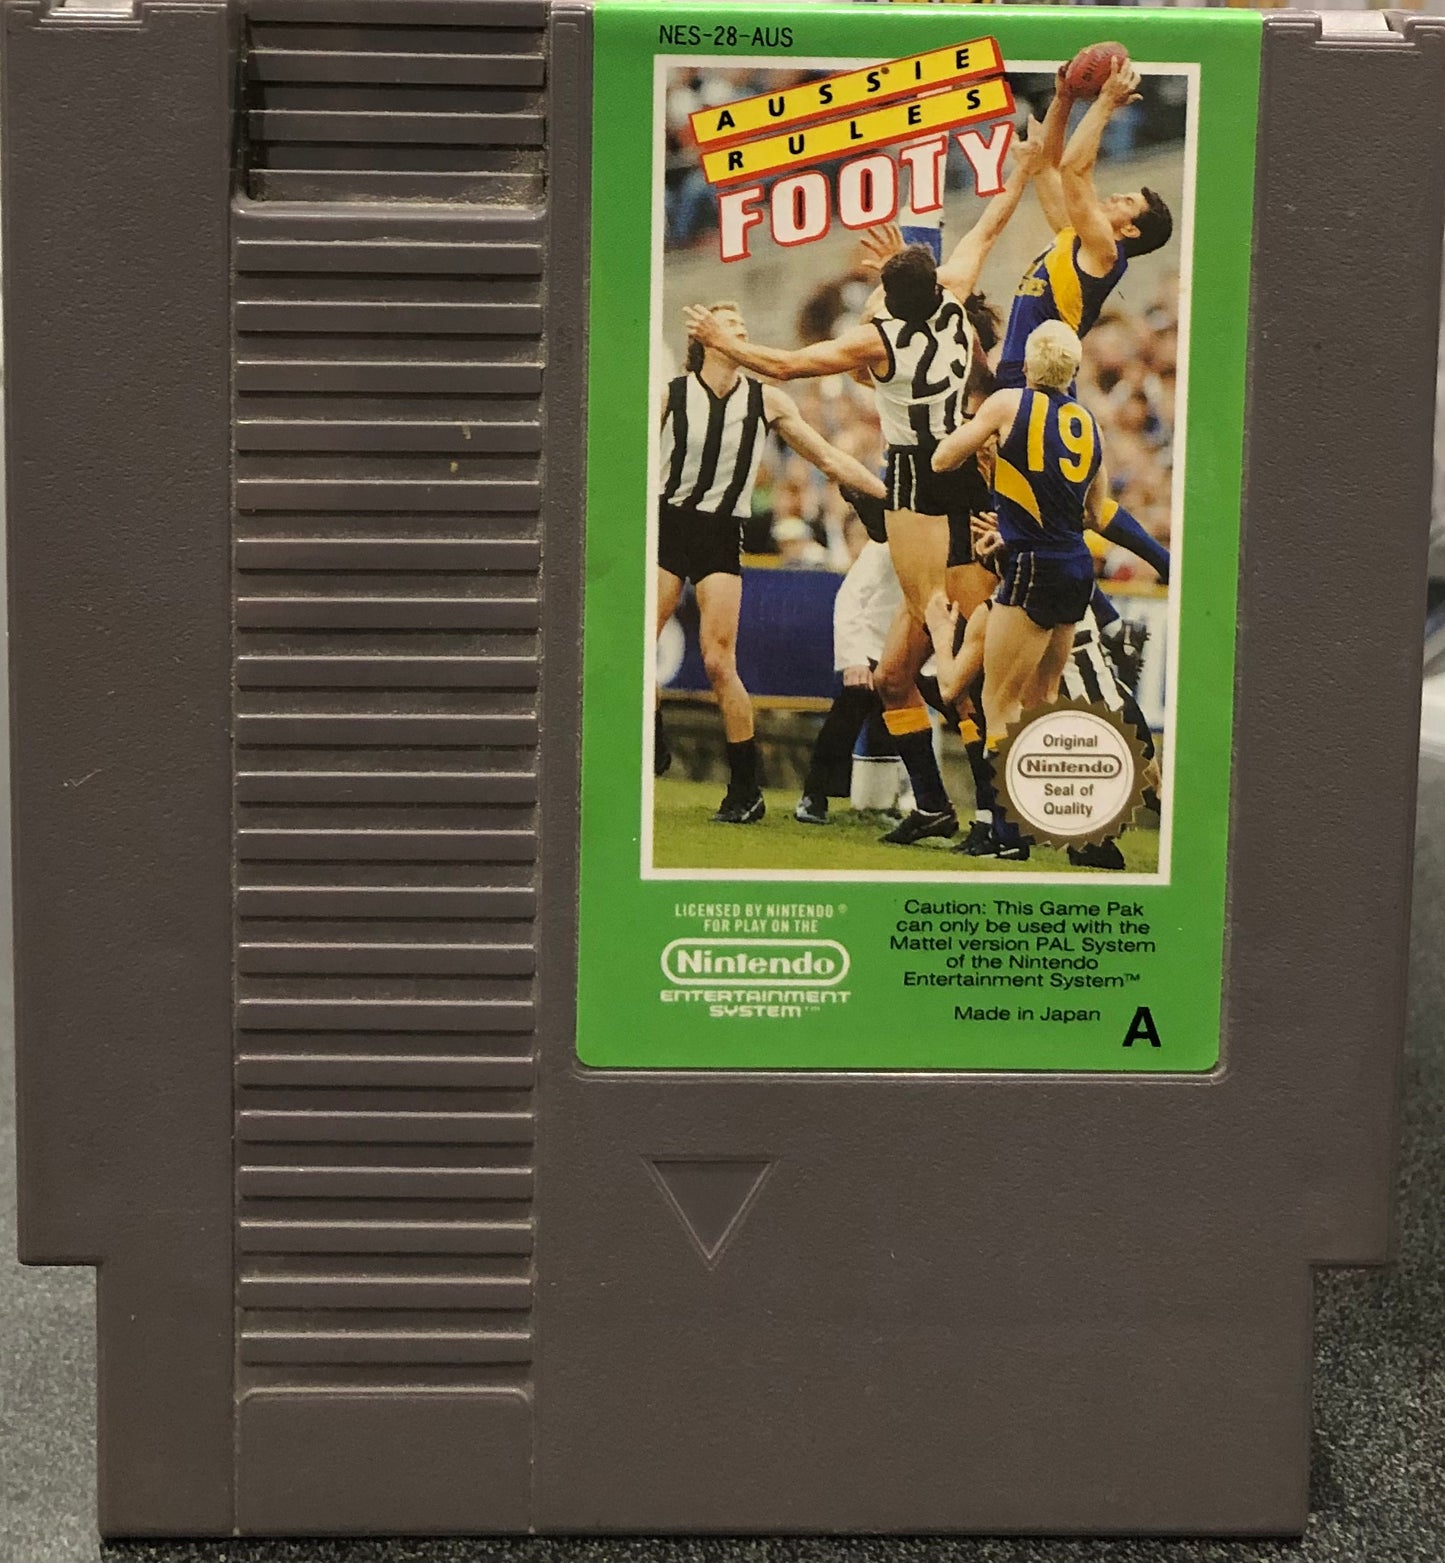 NES-28-AUS
AUSSIE
RULES
FOOTY
23
19
Original
Nintendo
Seal of
Quality
LICENSED BY NINTENDO®
FOR PLAY ON THE
Nintendo
ENTERTAINMENT
SYSTEM™
Caution: This Game Pak
can only be used with the
Mattel version PAL System
of the Nintendo
Entertainment System™
Made in Japan
A